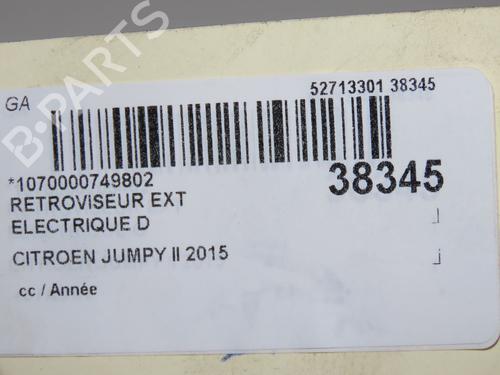 B-PARTS
GA
52713301 38345
*1070000749802
38345
RETROVISEUR EXT
ELECTRIQUE D
CITROEN JUMPY II 2015
cc / Année